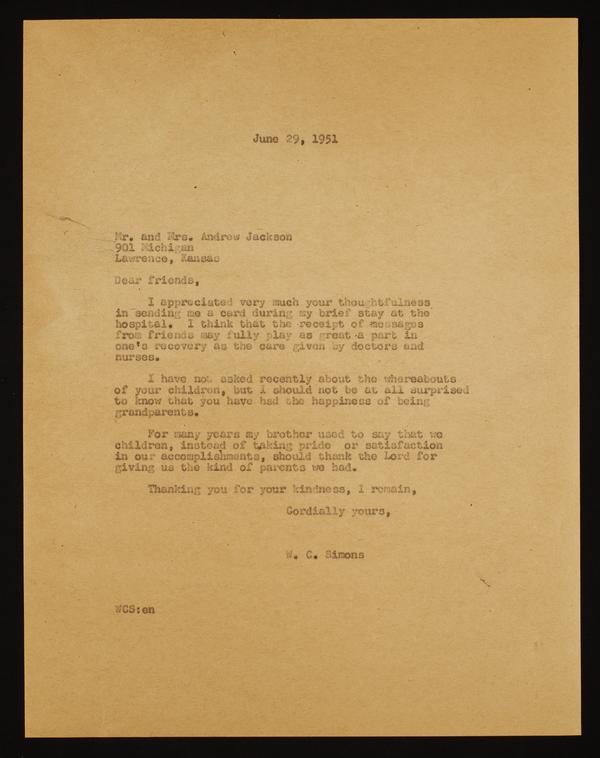 June 29, 1951
Mr. and Mrs. Andrew Jackson
901 Michigan
Lawrence, Kansas
Dear friends,
I appreciated very much your thoughtfulness
in sending me a card during my brief stay at the
hospital. I think that the receipt of messages
from friends may fully play as great a part in
one's recovery as the care given by doctors and
nurses.
I have not asked recently about the whereabouts
of your children, but I should not be at all surprised
to know that you have had the happiness of being
grandparents.
For many years my brother used to say that we
children, instead of taking pride or satisfaction
in our accomplishments, should thank the Lord for
giving us the kind of parents we had.
Thanking you for your kindness, I remain,
Cordially yours,
W. C. Simons
WCS:en